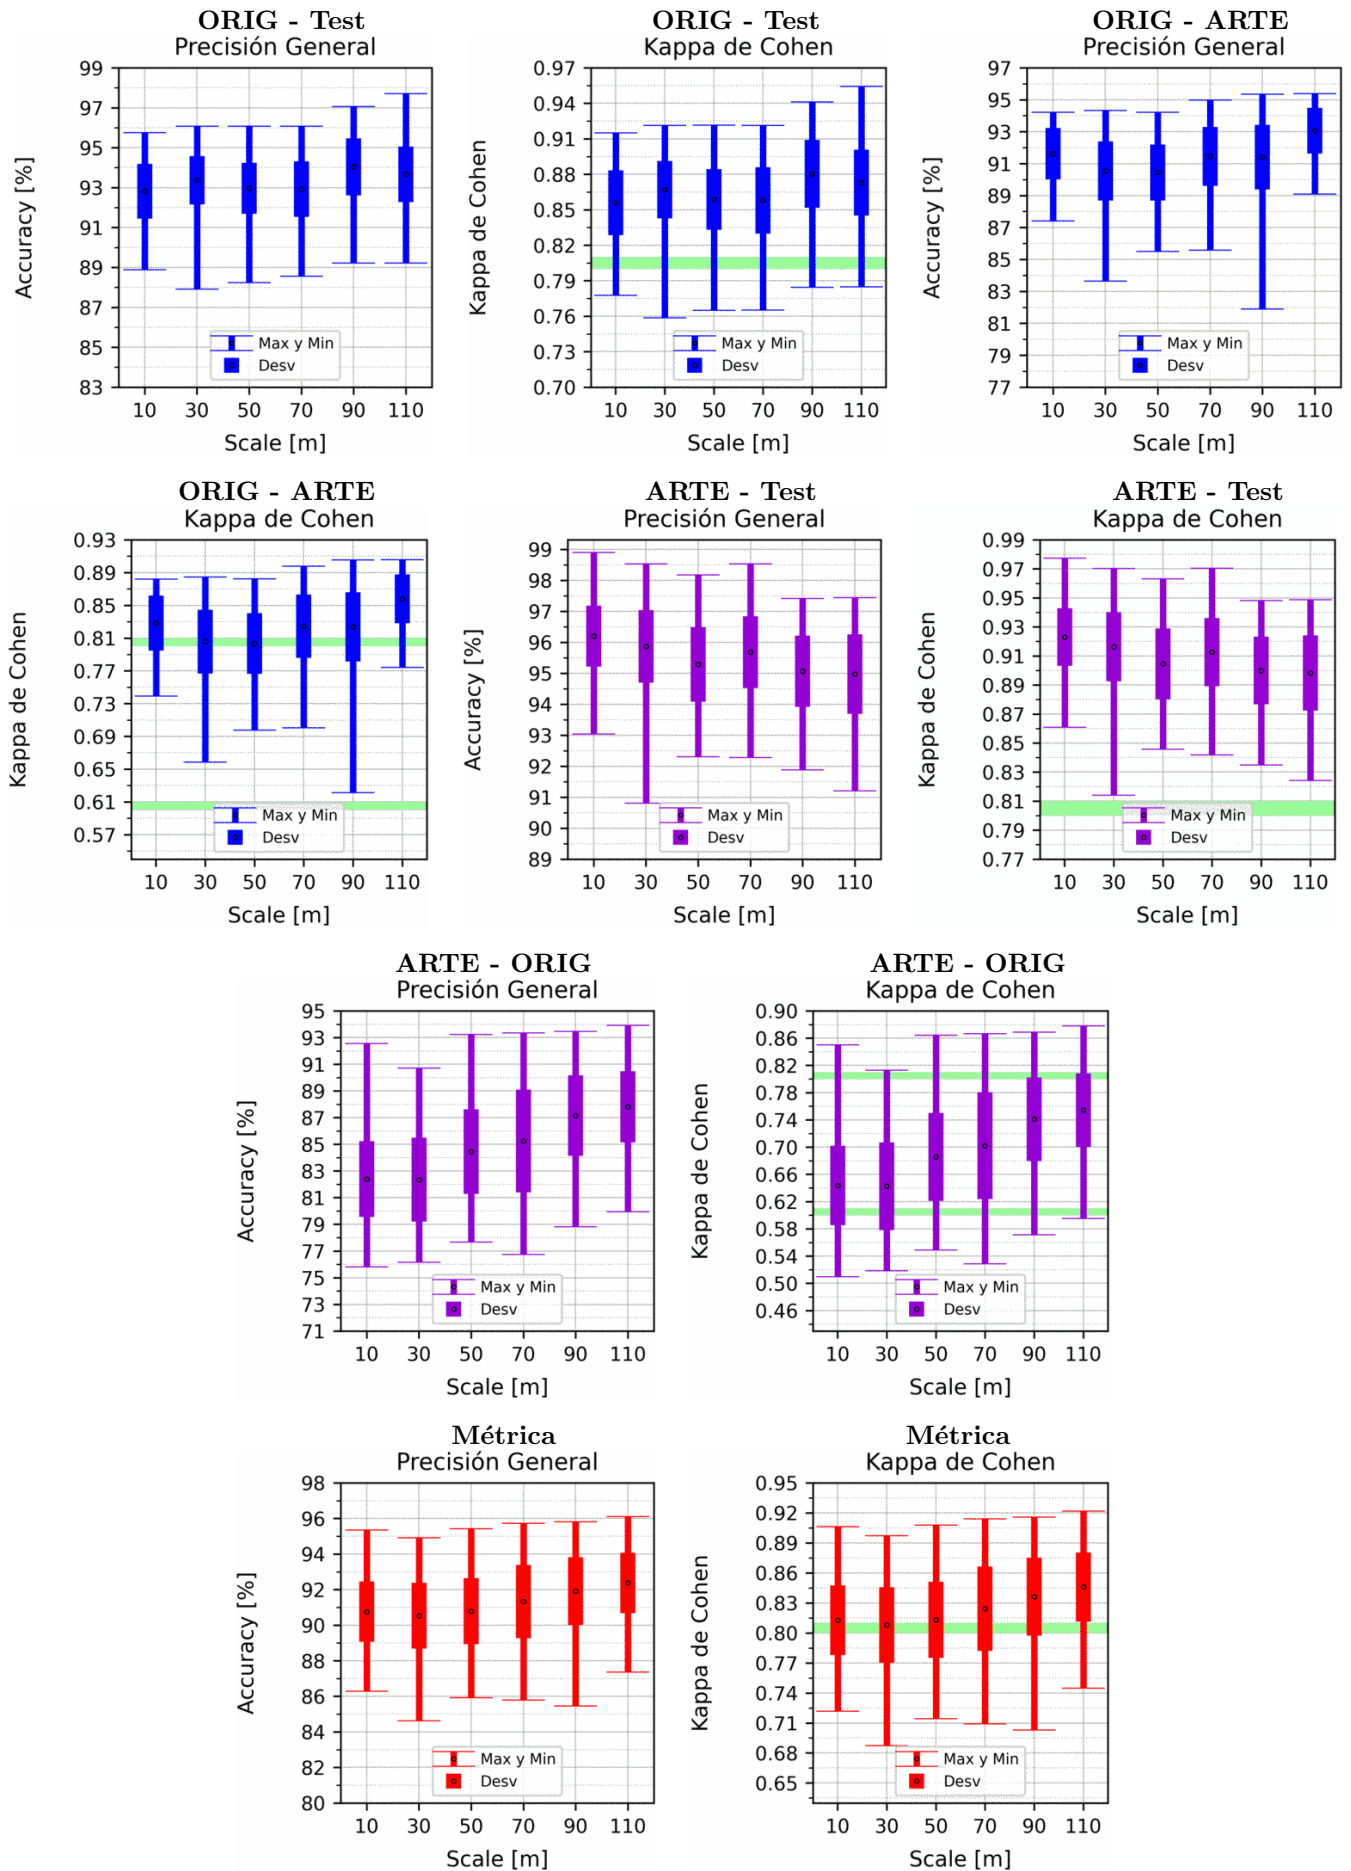 ORIG - Test
Precisión General
Accuracy [%]
99
97
95
93
91
89
87
85
83
Max y Min
Desv
10 30 50 70 90 110
Scale [m]
ORIG - Test
Kappa de Cohen
Kappa de Cohen
0.97
0.94
0.91
0.88
0.85
0.82
0.79
0.76
0.73
0.70
Max y Min
Desv
10 30 50 70 90 110
Scale [m]
ORIG - ARTE
Precisión General
Accuracy [%]
97
95
93
91
89
87
85
83
81
79
77
Max y Min
Desv
10 30 50 70 90 110
Scale [m]
ORIG - ARTE
Kappa de Cohen
Kappa de Cohen
0.93
0.89
0.85
0.81
0.77
0.73
0.69
0.65
0.61
0.57
Max y Min
Desv
10 30 50 70 90 110
Scale [m]
ARTE - Test
Precisión General
Accuracy [%]
99
98
97
96
95
94
93
92
91
90
89
Max y Min
Desv
10 30 50 70 90 110
Scale [m]
ARTE - Test
Kappa de Cohen
Kappa de Cohen
0.99
0.97
0.95
0.93
0.91
0.89
0.87
0.85
0.83
0.81
0.79
0.77
Max y Min
Desv
10 30 50 70 90 110
Scale [m]
ARTE - ORIG
Precisión General
Accuracy [%]
95
93
91
89
87
85
83
81
79
77
75
73
71
Max y Min
Desv
10 30 50 70 90 110
Scale [m]
ARTE - ORIG
Kappa de Cohen
Kappa de Cohen
0.90
0.86
0.82
0.78
0.74
0.70
0.66
0.62
0.58
0.54
0.50
0.46
Max y Min
Desv
10 30 50 70 90 110
Scale [m]
Métrica
Precisión General
Accuracy [%]
98
96
94
92
90
88
86
84
82
80
Max y Min
Desv
10 30 50 70 90 110
Scale [m]
Métrica
Kappa de Cohen
Kappa de Cohen
0.95
0.92
0.89
0.86
0.83
0.80
0.77
0.74
0.71
0.68
0.65
Max y Min
Desv
10 30 50 70 90 110
Scale [m]